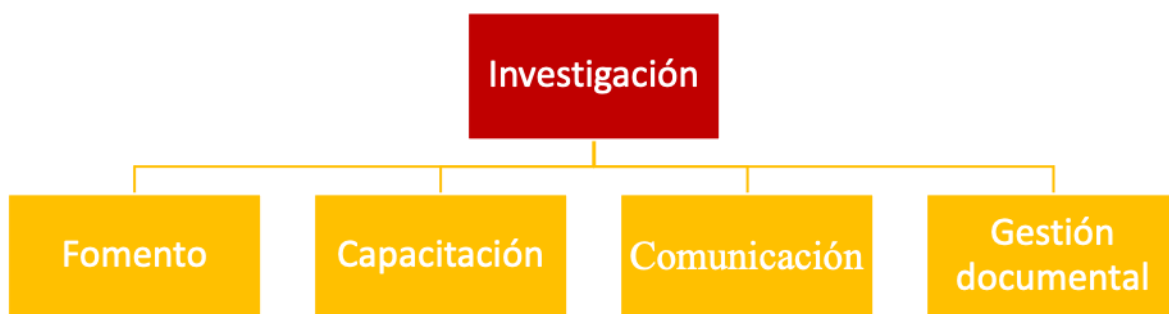 Investigación
Fomento
Capacitación
Comunicación
Gestión
documental